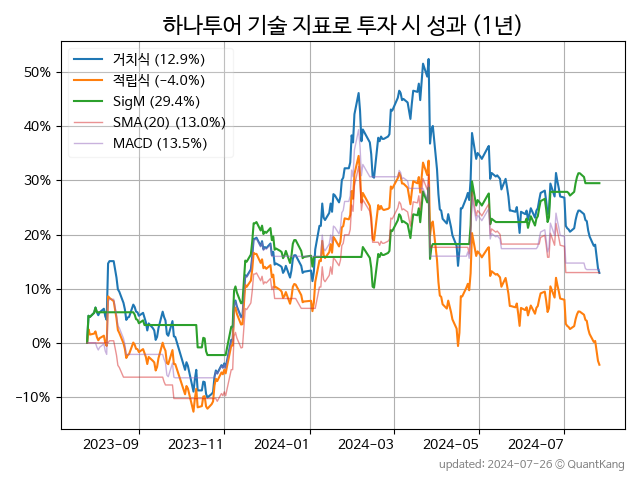 하나투어 기술 지표로 투자 시 성과 (1년)
거치식 (12.9%)
적립식 (−4.0%)
SigM (29.4%)
SMA(20) (13.0%)
MACD (13.5%)
50%
40%
30%
20%
10%
0%
−10%
2023-09
2023-11
2024-01
2024-03
2024-05
2024-07
updated: 2024-07-26 © QuantKang